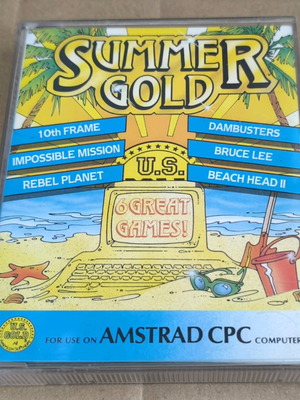 SUMMER
GOLD
10th FRAME
DAMBUSTERS
IMPOSSIBLE MISSION
BRUCE LEE
REBEL PLANET
BEACH HEAD II
U.S.
6 GREAT
GAMES!
U.S.
GOLD
FOR USE ON AMSTRAD CPC COMPUTER